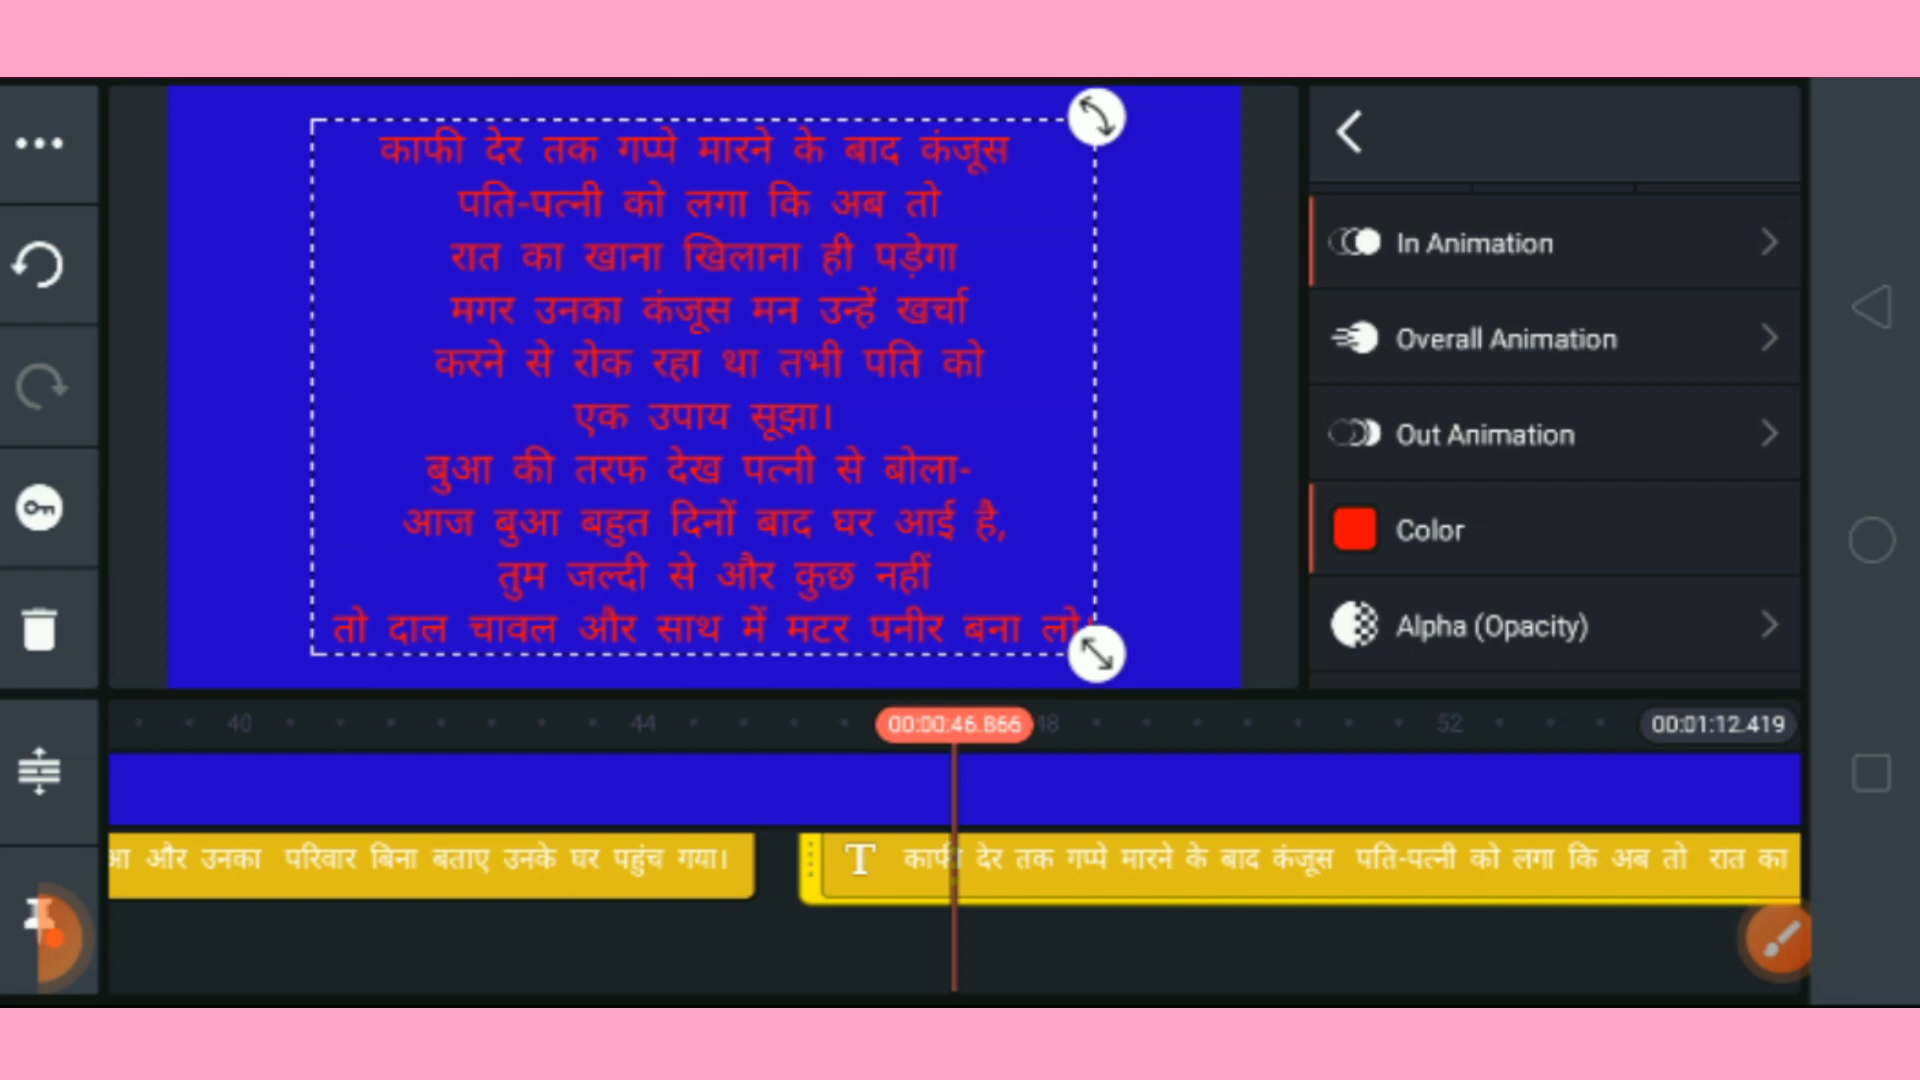 काफी देर तक गप्पे मारने के बाद कंजूस
पति-पत्नी को लगा कि अब तो
रात का खाना खिलाना ही पड़ेगा
मगर उनका कंजूस मन उन्हें खर्चा
करने से रोक रहा था तभी पति को
एक उपाय सूझा।
बुआ की तरफ देख पत्नी से बोला-
आज बुआ बहुत दिनों बाद घर आई है,
तुम जल्दी से और कुछ नहीं
तो दाल चावल और साथ में मटर पनीर बना लो
In Animation
Overall Animation
Out Animation
Color
Alpha (Opacity)
40 44 00:00:46.866 48 52 00:01:12.419
और उनका परिवार बिना बताए उनके घर पहुंच गया।
T काफी देर तक गप्पे मारने के बाद कंजूस पति-पत्नी को लगा कि अब तो रात का